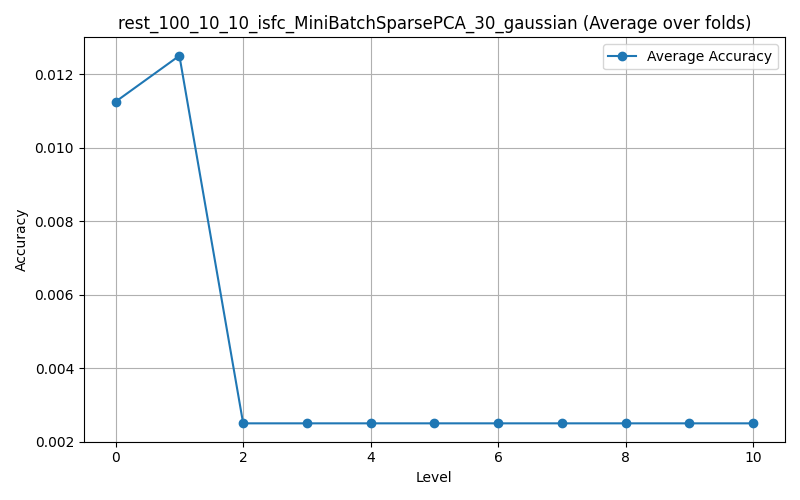 rest_100_10_10_isfc_MiniBatchSparsePCA_30_gaussian (Average over folds)
Average Accuracy
0.012
0.010
0.008
0.006
0.004
0.002
Accuracy
0 2 4 6 8 10
Level